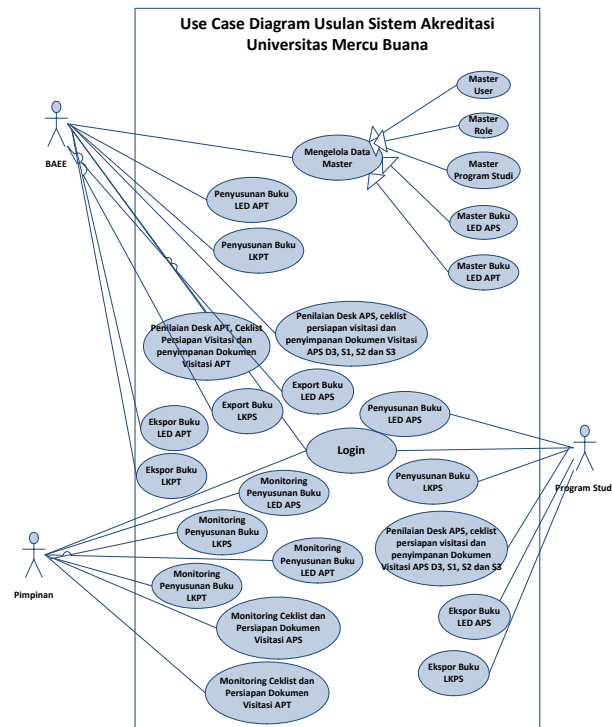 Use Case Diagram Usulan Sistem Akreditasi
Universitas Mercu Buana
Master
User
Master
Role
Master
Program Studi
Master Buku
LED APS
Master Buku
LED APT
Mengelola Data
Master
BAEE
Penyusunan Buku
LED APT
Penyusunan Buku
LKPT
Penilaian Desk APT, Ceklist
Persiapan Visitasi dan
penyimpanan Dokumen
Visitasi APT
Penilaian Desk APS, ceklist
persiapan visitasi dan
penyimpanan Dokumen Visitasi
APS D3, S1, S2 dan S3
Export Buku
LED APS
Export Buku
LKPS
Ekspor Buku
LED APT
Ekspor Buku
LKPT
Login
Penyusunan Buku
LED APS
Penyusunan Buku
LKPS
Program Stud
Penilaian Desk APS, ceklist
persiapan visitasi dan
penyimpanan Dokumen
Visitasi APS D3, S1, S2 dan S3
Ekspor Buku
LED APS
Ekspor Buku
LKPS
Monitoring
Penyusunan Buku
LED APS
Monitoring
Penyusunan Buku
LKPS
Monitoring
Penyusunan Buku
LED APT
Monitoring
Penyusunan Buku
LKPT
Pimpinan
Monitoring Ceklist dan
Persiapan Dokumen
Visitasi APS
Monitoring Ceklist dan
Persiapan Dokumen
Visitasi APT